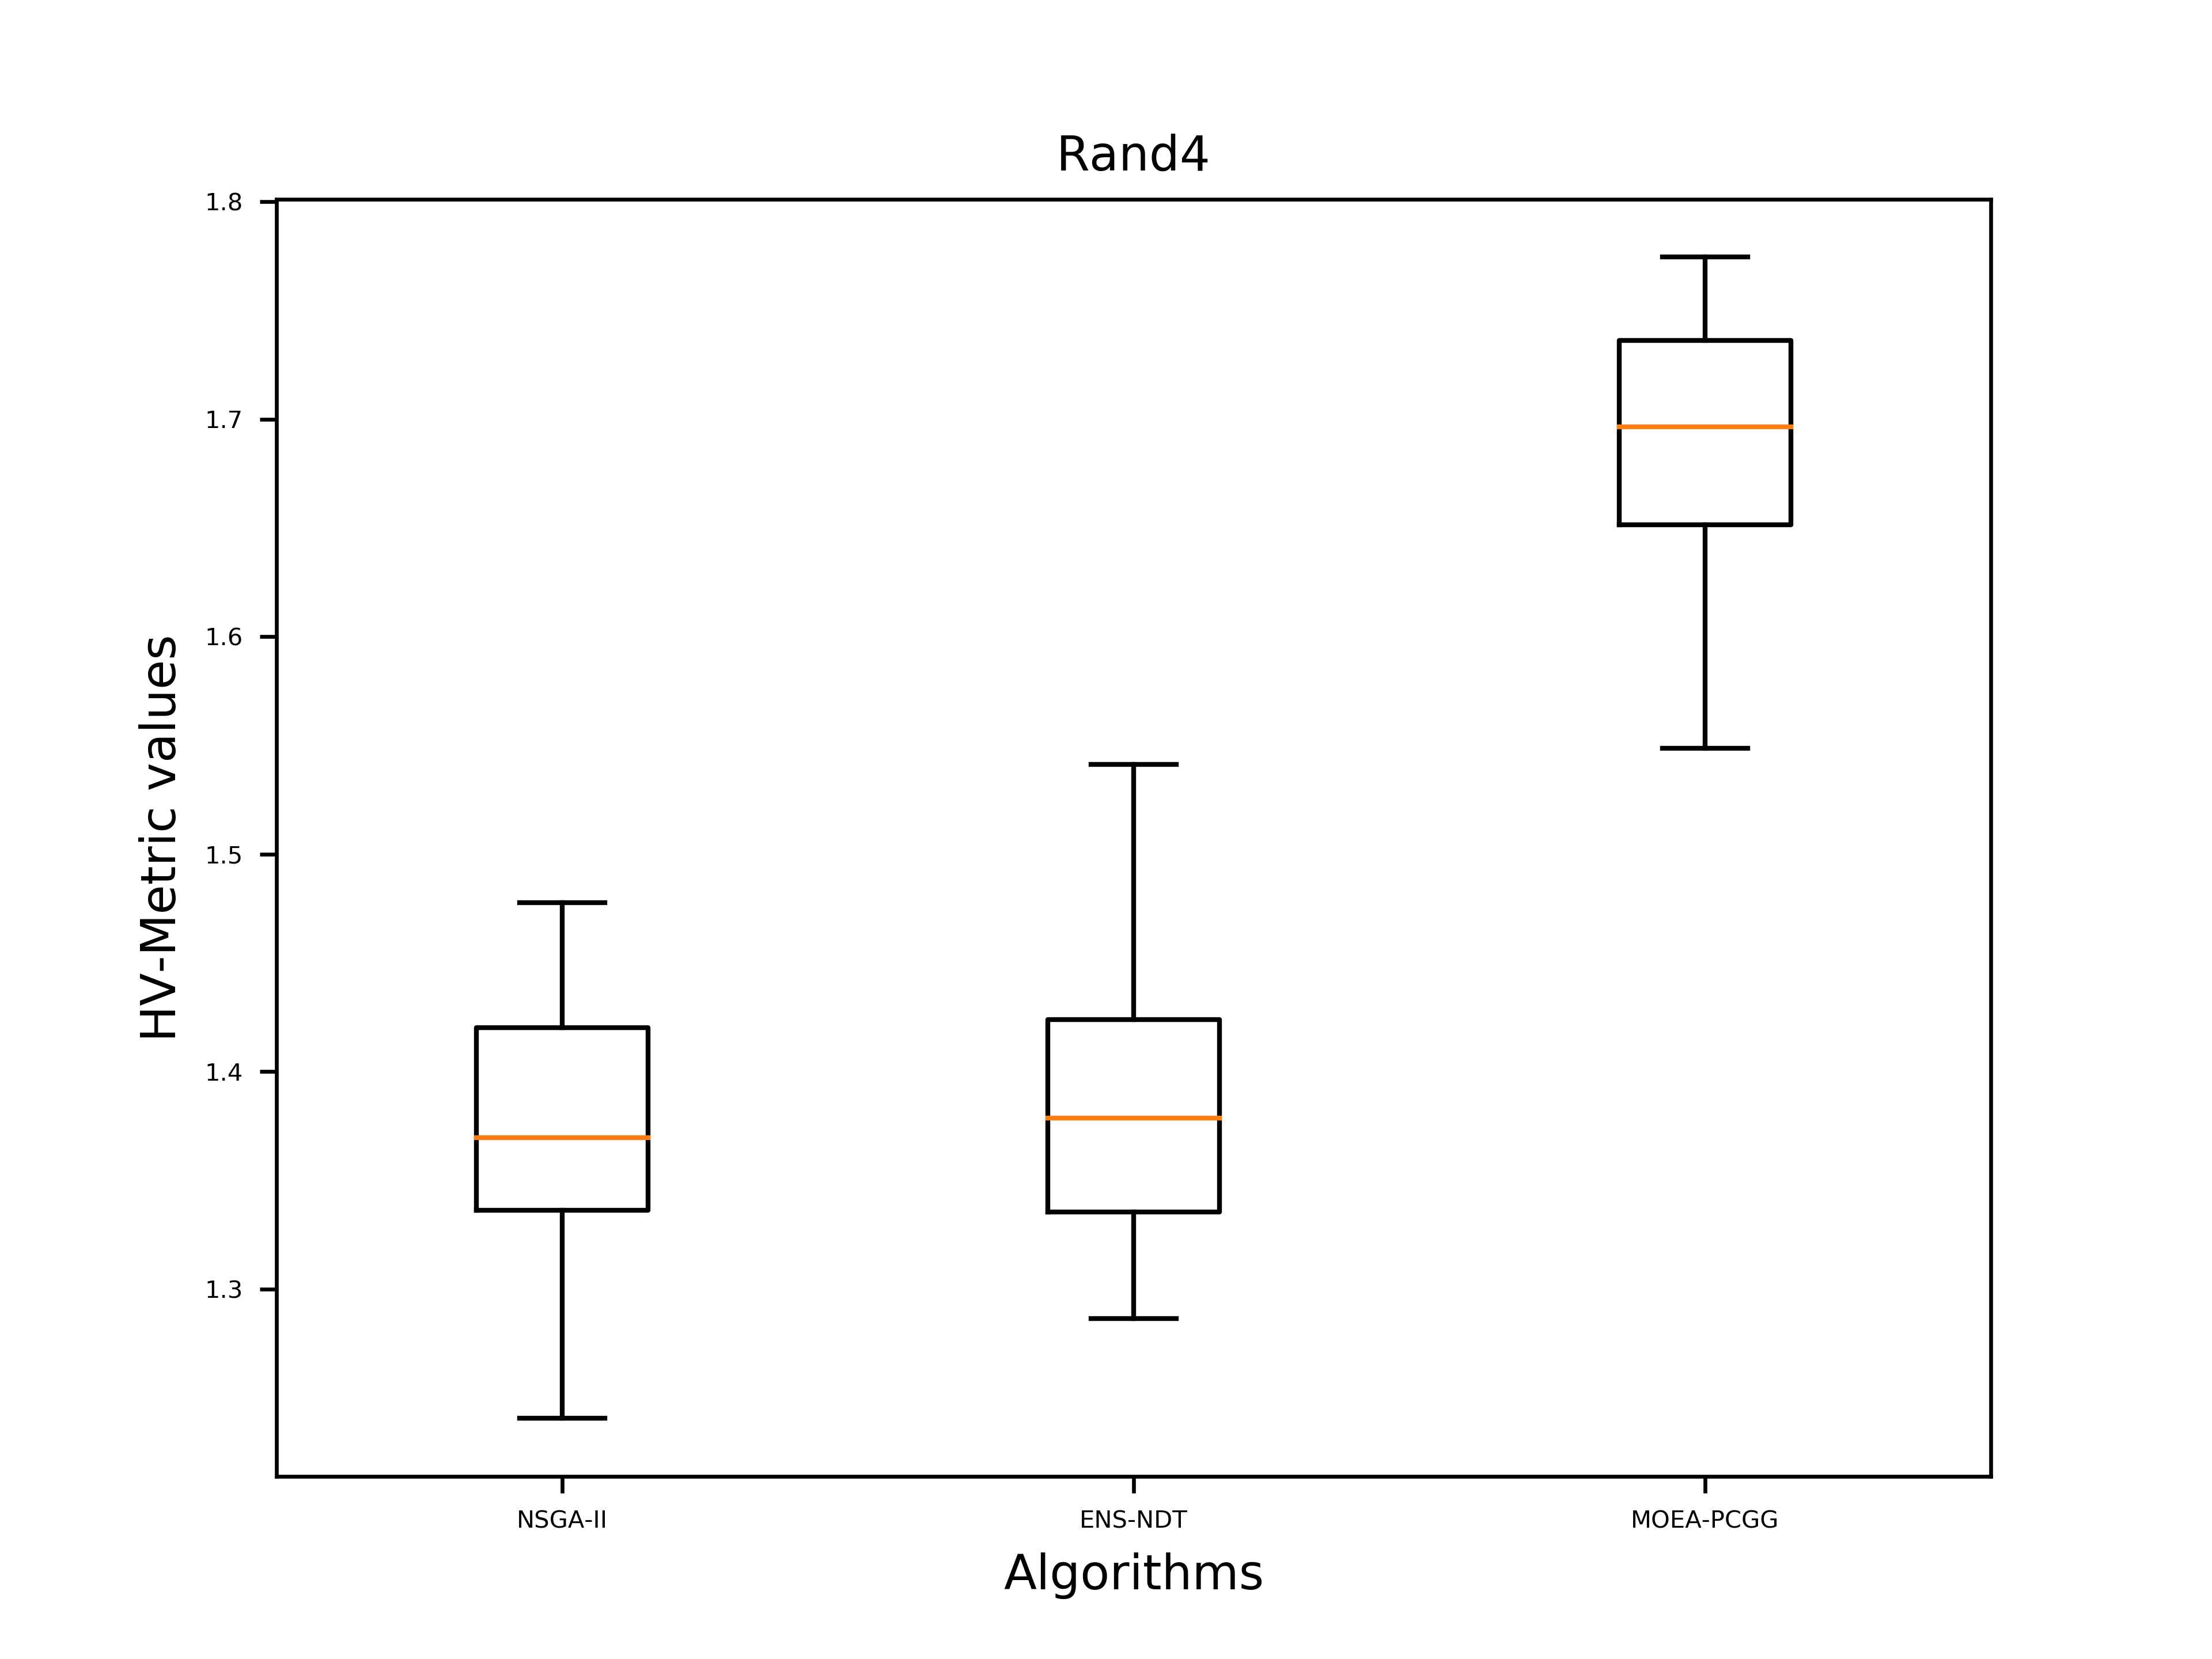 Rand4
HV-Metric values
1.8
1.7
1.6
1.5
1.4
1.3
NSGA-II
ENS-NDT
MOEA-PCGG
Algorithms